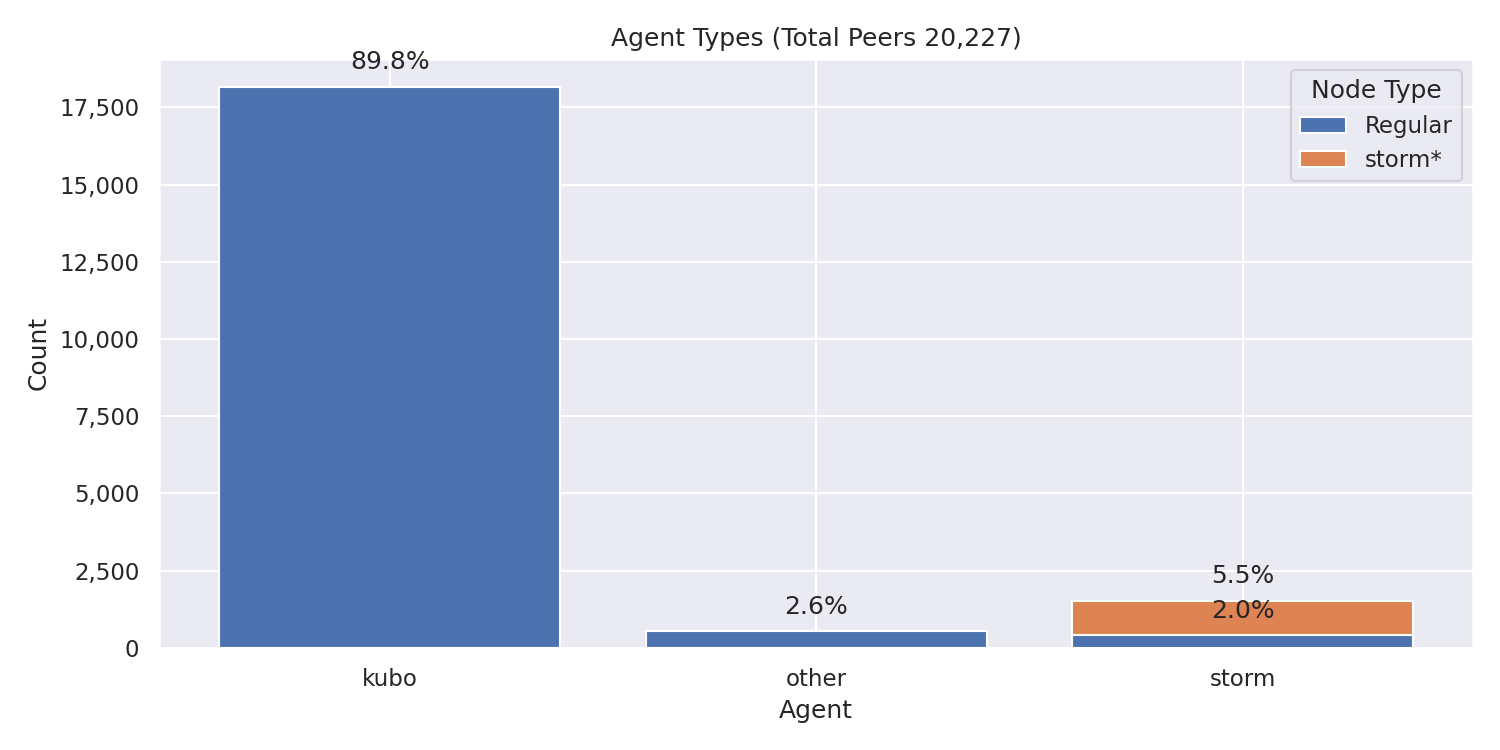 Agent Types (Total Peers 20,227)
89.8%
Node Type
Regular
storm*
17,500
15,000
12,500
10,000
7,500
5,000
2,500
0
Count
2.6%
5.5%
2.0%
kubo
other
storm
Agent